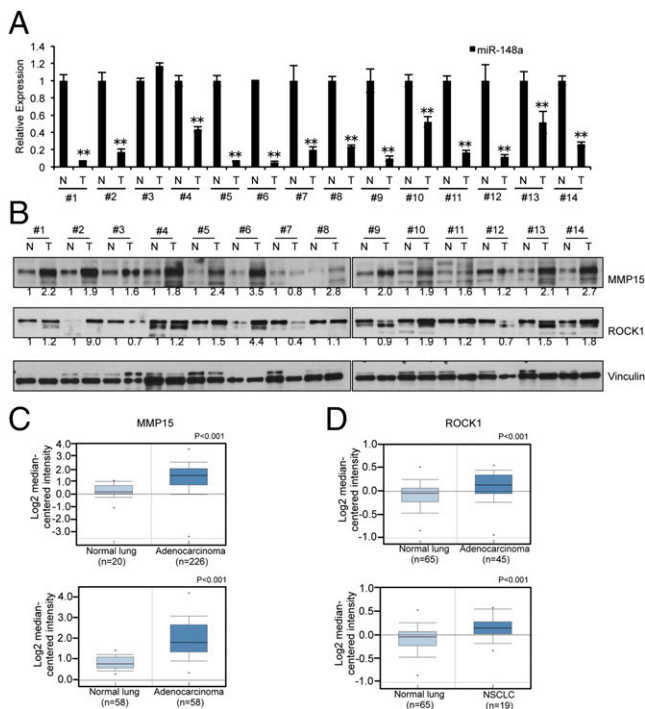 A
1.4
1.2
1
0.8
0.6
0.4
0.2
0
Relative Expression
miR-148a
** ** ** ** ** ** ** ** ** ** ** ** **
N T N T N T N T N T N T N T N T N T N T N T N T N T N T
#1 #2 #3 #4 #5 #6 #7 #8 #9 #10 #11 #12 #13 #14
B
#1 #2 #3 #4 #5 #6 #7 #8 #9 #10 #11 #12 #13 #14
N T N T N T N T N T N T N T N T N T N T N T N T N T N T
MMP15
1 2.2 1 1.9 1 1.6 1 1.8 1 2.4 1 3.5 1 0.8 1 2.8 1 2.0 1 1.9 1 1.6 1 1.2 1 2.1 1 2.7
ROCK1
1 1.2 1 9.0 1 0.7 1 1.2 1 1.5 1 4.4 1 0.4 1 1.1 1 0.9 1 1.9 1 1.2 1 0.7 1 1.5 1 1.8
Vinculin
C
MMP15
P<0.001
Log2 median-
centered intensity
4.0
3.0
2.0
1.0
0.0
-1.0
-2.0
-3.0
Normal lung
(n=20)
Adenocarcinoma
(n=226)
P<0.001
Log2 median-
centered intensity
4.0
3.0
2.0
1.0
0.0
Normal lung
(n=58)
Adenocarcinoma
(n=58)
D
ROCK1
P<0.001
Log2 median-
centered intensity
1.0
0.5
0.0
-0.5
-1.0
Normal lung
(n=65)
Adenocarcinoma
(n=45)
P<0.001
Log2 median-
centered intensity
1.0
0.5
0.0
-0.5
-1.0
Normal lung
(n=65)
NSCLC
(n=19)